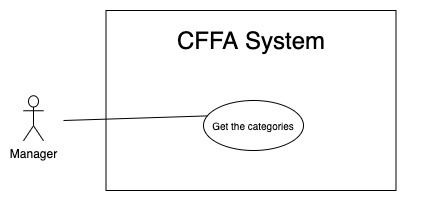 CFFA System
Get the categories
Manager